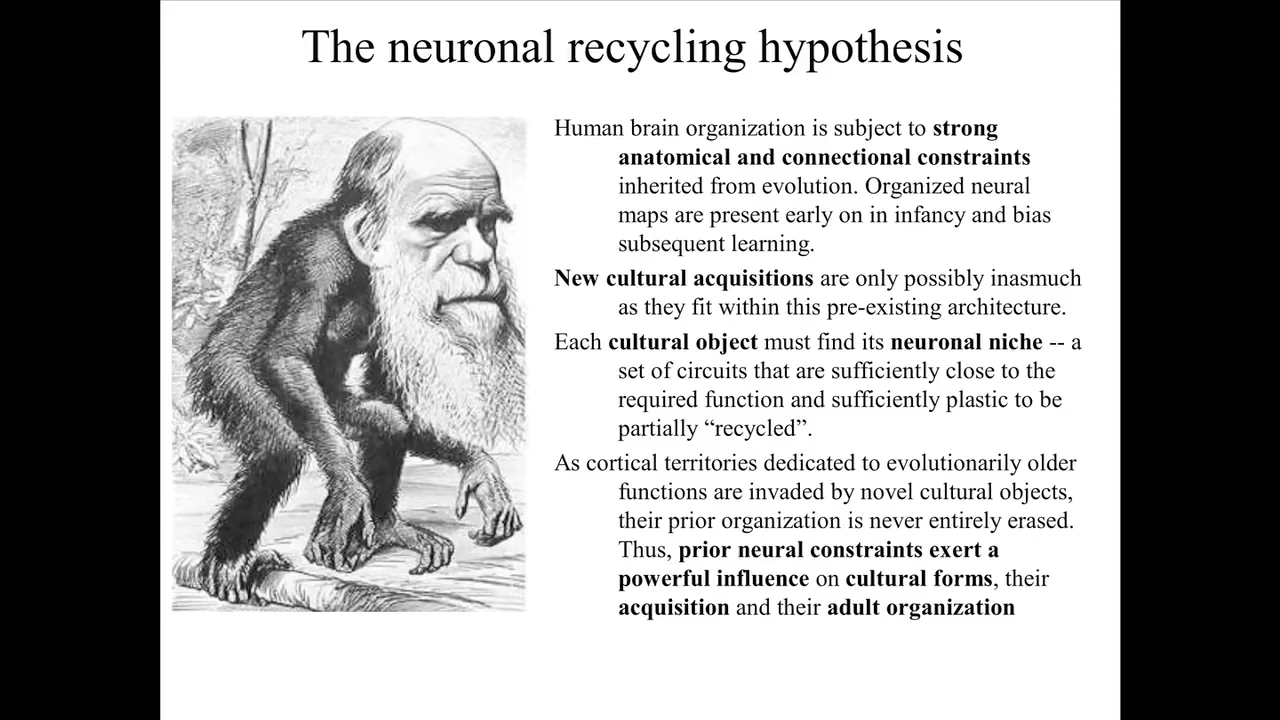 The neuronal recycling hypothesis
Human brain organization is subject to strong
anatomical and connectional constraints
inherited from evolution. Organized neural
maps are present early on in infancy and bias
subsequent learning.
New cultural acquisitions are only possibly inasmuch
as they fit within this pre-existing architecture.
Each cultural object must find its neuronal niche -- a
set of circuits that are sufficiently close to the
required function and sufficiently plastic to be
partially “recycled”.
As cortical territories dedicated to evolutionarily older
functions are invaded by novel cultural objects,
their prior organization is never entirely erased.
Thus, prior neural constraints exert a
powerful influence on cultural forms, their
acquisition and their adult organization